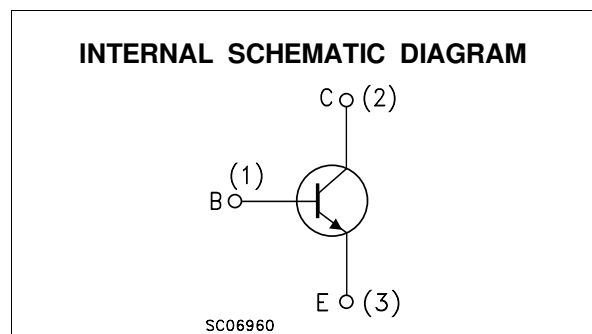 INTERNAL SCHEMATIC DIAGRAM
C (2)
(1)
B
E (3)
SC06960